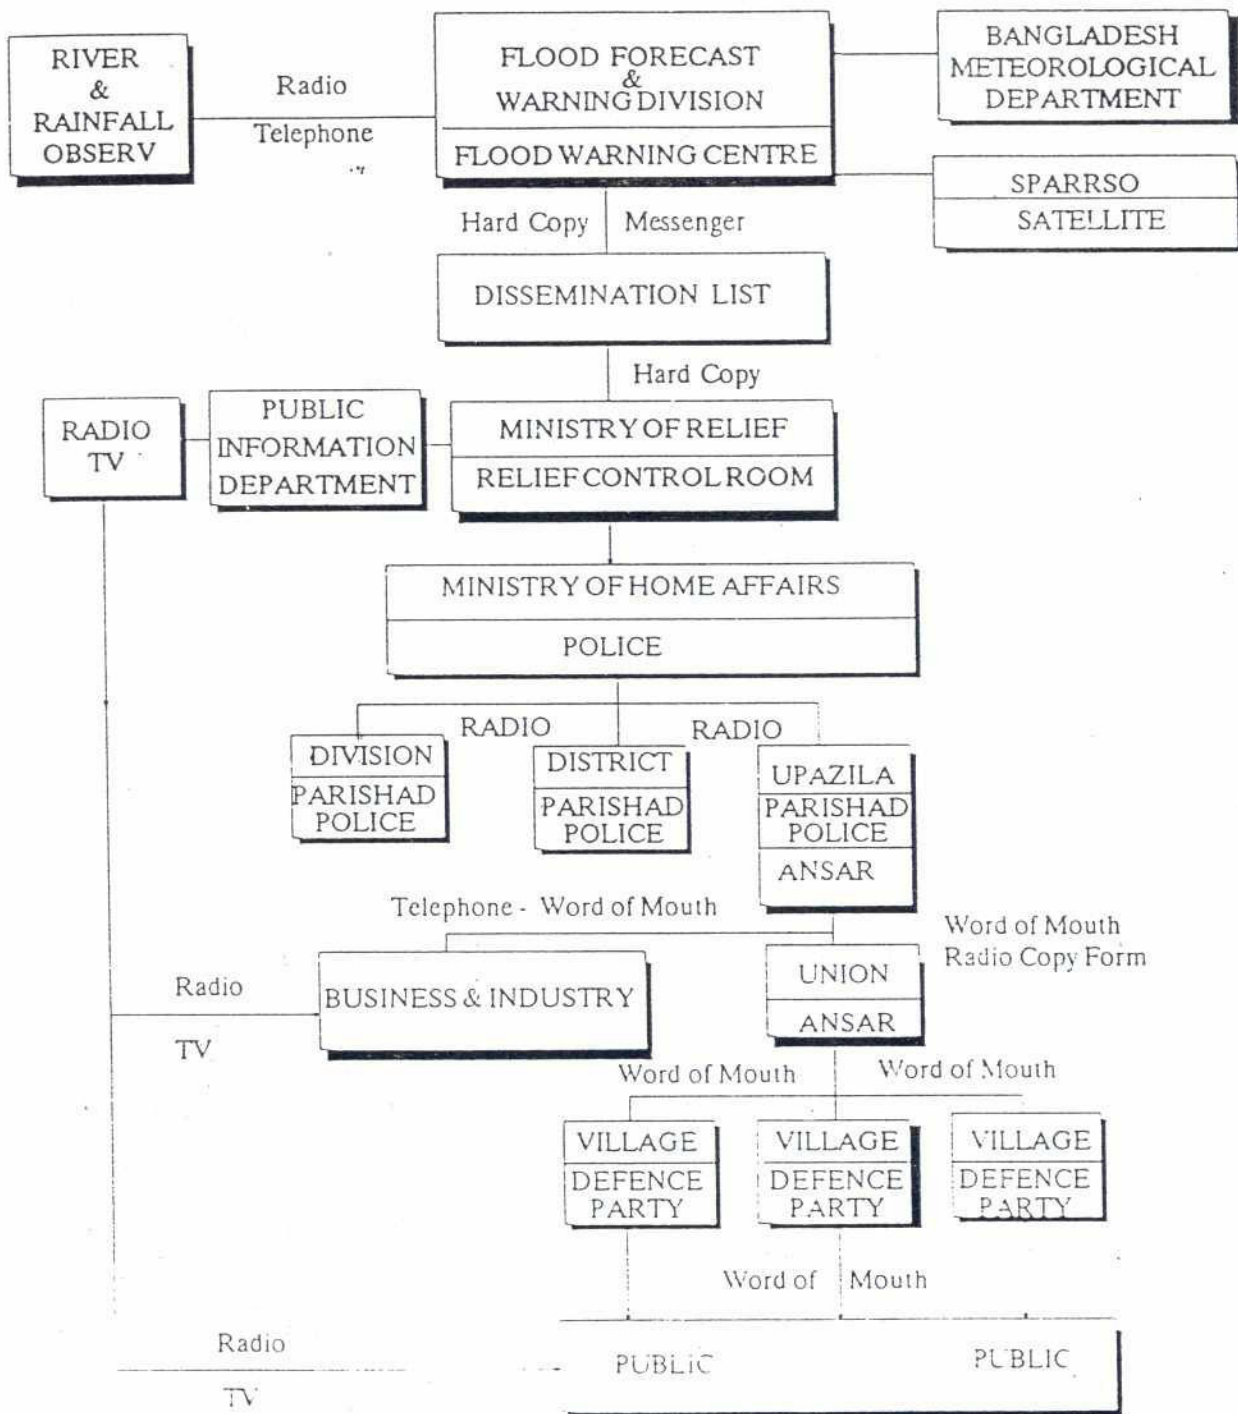 RIVER
&
RAINFALL
OBSERV
Radio
Telephone
FLOOD FORECAST
&
WARNING DIVISION
FLOOD WARNING CENTRE
BANGLADESH
METEOROLOGICAL
DEPARTMENT
SPARRSO
SATELLITE
Hard Copy
Messenger
DISSEMINATION LIST
Hard Copy
RADIO
TV
PUBLIC
INFORMATION
DEPARTMENT
MINISTRY OF RELIEF
RELIEF CONTROL ROOM
MINISTRY OF HOME AFFAIRS
POLICE
RADIO
RADIO
DIVISION
PARISHAD
POLICE
DISTRICT
PARISHAD
POLICE
UPAZILA
PARISHAD
POLICE
ANSAR
Telephone - Word of Mouth
Word of Mouth
Radio Copy Form
Radio
TV
BUSINESS & INDUSTRY
UNION
ANSAR
Word of Mouth
Word of Mouth
VILLAGE
DEFENCE
PARTY
VILLAGE
DEFENCE
PARTY
VILLAGE
DEFENCE
PARTY
Word of Mouth
Radio
TV
PUBLIC
PUBLIC